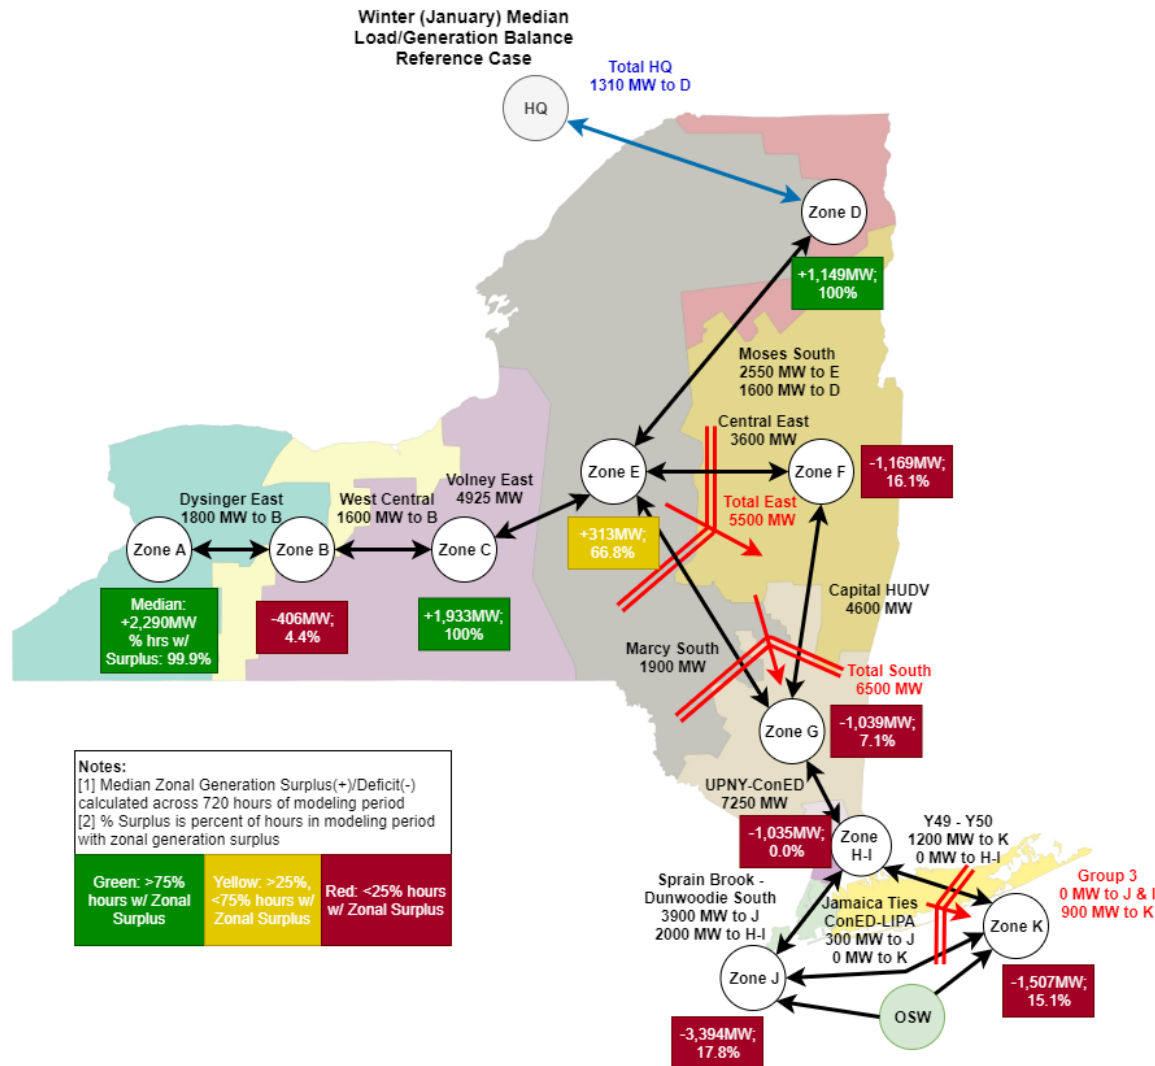 Winter (January) Median
Load/Generation Balance
Reference Case
Total HQ
1310 MW to D
HQ
Zone D
+1,149MW;
100%
Moses South
2550 MW to E
1600 MW to D
Central East
3600 MW
Zone E
Zone F
-1,169MW;
16.1%
Volney East
4925 MW
Dysinger East
1800 MW to B
West Central
1600 MW to B
Total East
5500 MW
+313MW;
66.8%
Zone A
Zone B
Zone C
Median:
+2,290MW
% hrs w/
Surplus: 99.9%
-406MW;
4.4%
+1,933MW;
100%
Capital HUDV
4600 MW
Marcy South
1900 MW
Total South
6500 MW
Zone G
-1,039MW;
7.1%
Notes:
[1] Median Zonal Generation Surplus(+)/Deficit(-)
calculated across 720 hours of modeling period
[2] % Surplus is percent of hours in modeling period
with zonal generation surplus
Green: >75%
hours w/ Zonal
Surplus
Yellow: >25%,
<75% hours w/
Zonal Surplus
Red: <25% hours
w/ Zonal Surplus
UPNY-ConED
7250 MW
-1,035MW;
0.0%
Zone
H-I
Y49 - Y50
1200 MW to K
0 MW to H-I
Sprain Brook -
Dunwoodie South
3900 MW to J
2000 MW to H-I
Jamaica Ties
ConED-LIPA
300 MW to J
0 MW to K
Group 3
0 MW to J & I
900 MW to K
Zone K
-1,507MW;
15.1%
Zone J
OSW
-3,394MW;
17.8%